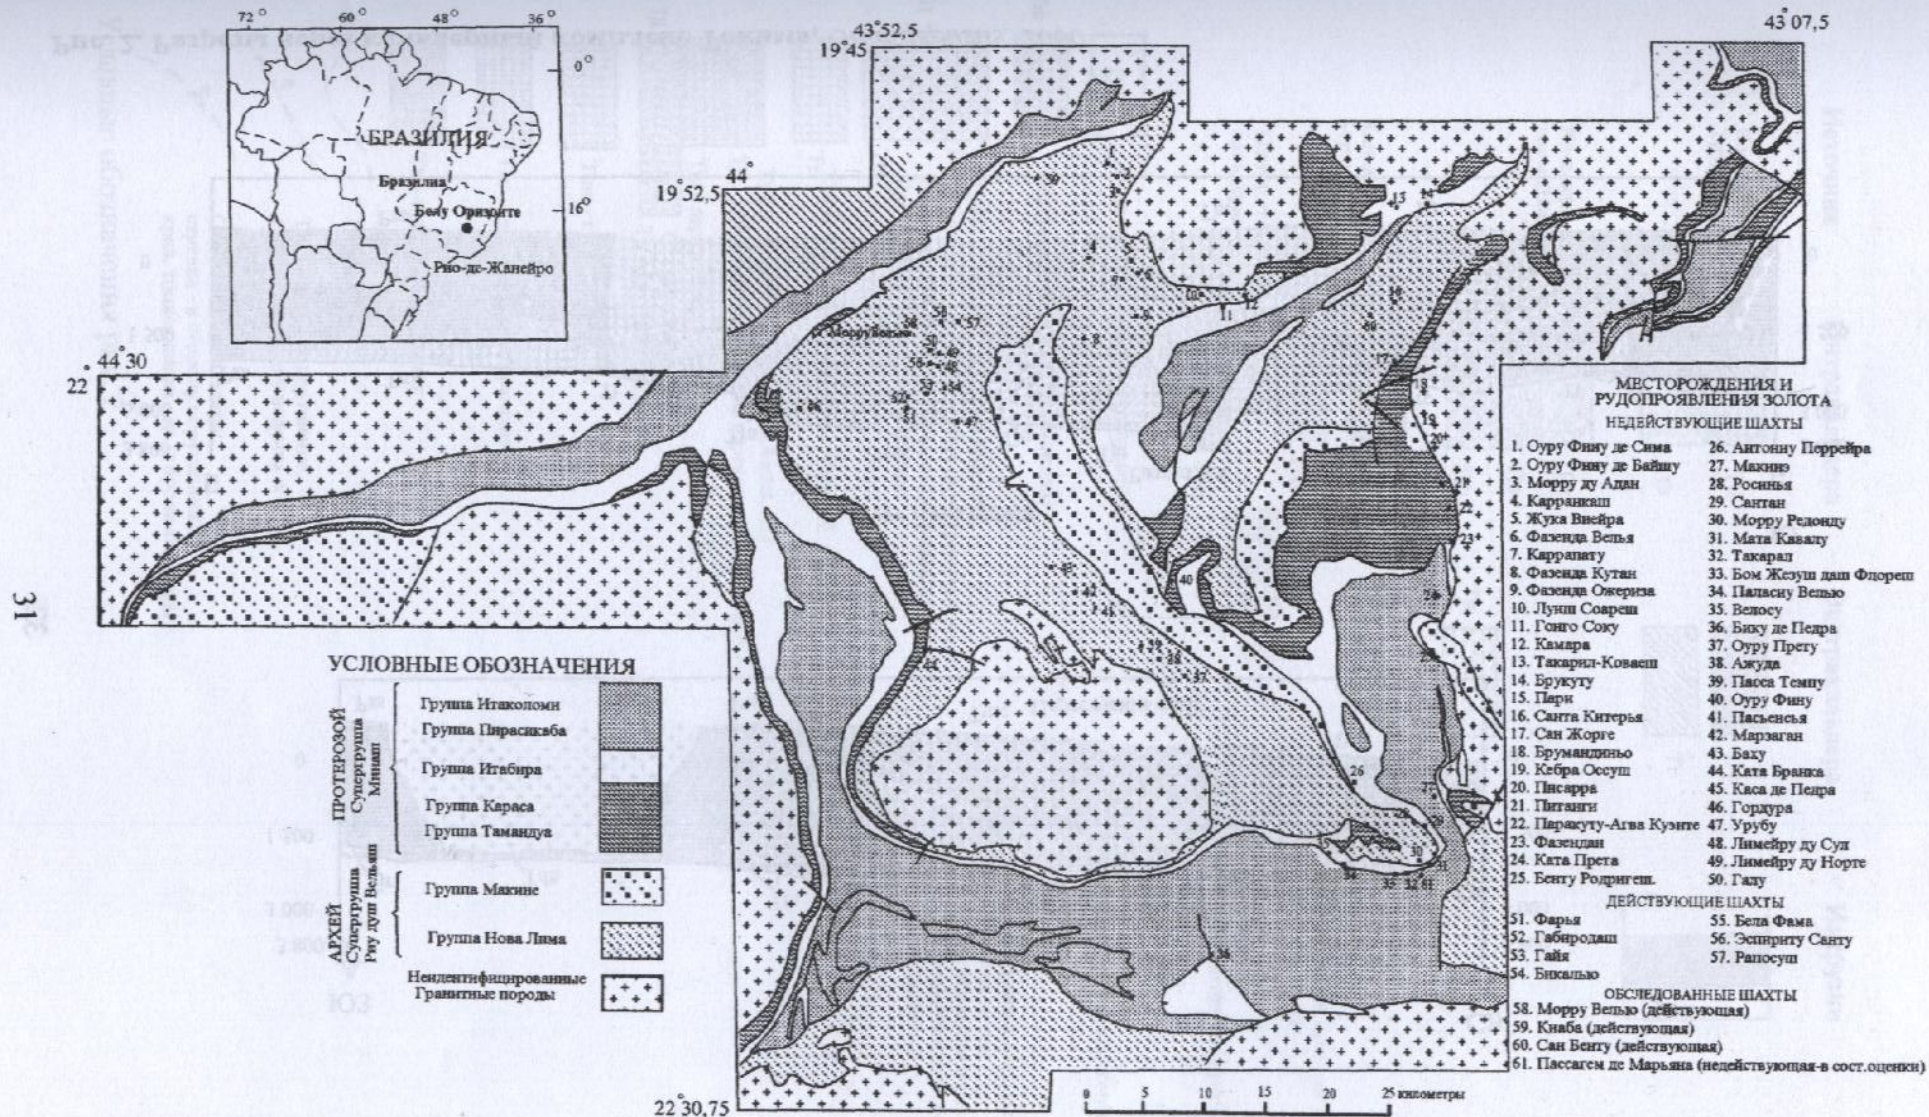 72° 60° 48° 36°
0°
БРАЗИЛИЯ
Бразилиа
Белу Оризонте
16°
Рио-де-Жанейро
43°52,5
19°45
43°07,5
44°
19°52,5
44°30
22°
Морру Велью
МЕСТОРОЖДЕНИЯ И
РУДОПРОЯВЛЕНИЯ ЗОЛОТА
НЕДЕЙСТВУЮЩИЕ ШАХТЫ
1. Оуру Фину де Сима
2. Оуру Фину де Байшу
3. Морру ду Адан
4. Карранкаш
5. Жука Виейра
6. Фазенда Велья
7. Каррапату
8. Фазенда Кутан
9. Фазенда Ожериза
10. Луиш Соареш
11. Гонго Соку
12. Камара
13. Такарил-Коваеш
14. Брукуту
15. Пари
16. Санта Китерья
17. Сан Жорге
18. Брумандиньо
19. Кебра Оссуш
20. Писарра
21. Питанги
22. Паракуту-Агва Куэнте
23. Фазендан
24. Ката Прета
25. Бенту Родригеш.
26. Антониу Перрейра
27. Макинэ
28. Росинья
29. Сантан
30. Морру Редонду
31. Мата Кавалу
32. Такарал
33. Бом Жезуш даш Флореш
34. Паласиу Велью
35. Велосу
36. Бику де Педра
37. Оуру Прету
38. Ажуда
39. Пасса Темпу
40. Оуру Фину
41. Пасьенсья
42. Марзаган
43. Баху
44. Ката Бранка
45. Каса де Педра
46. Гордура
47. Урубу
48. Лимейру ду Сул
49. Лимейру ду Норте
50. Галу
ДЕЙСТВУЮЩИЕ ШАХТЫ
51. Фарья
52. Габиродаш
53. Гайя
54. Бикалью
55. Бела Фама
56. Эспириту Санту
57. Рапосуш
ОБСЛЕДОВАННЫЕ ШАХТЫ
58. Морру Велью (действующая)
59. Кнаба (действующая)
60. Сан Бенту (действующая)
61. Пассагем де Марьяна (недействующая-в сост.оценки)
31
УСЛОВНЫЕ ОБОЗНАЧЕНИЯ
ПРОТЕРОЗОЙ
Супергруппа
Минаш
Группа Итаколоми
Группа Пирасикаба
Группа Итабира
Группа Караса
Группа Тамандуа
АРХЕЙ
Супергруппа
Риу душ Вельяш
Группа Макине
Группа Нова Лима
Неидентифицированные
Гранитные породы
22°30,75
0 5 10 15 20 25 километры